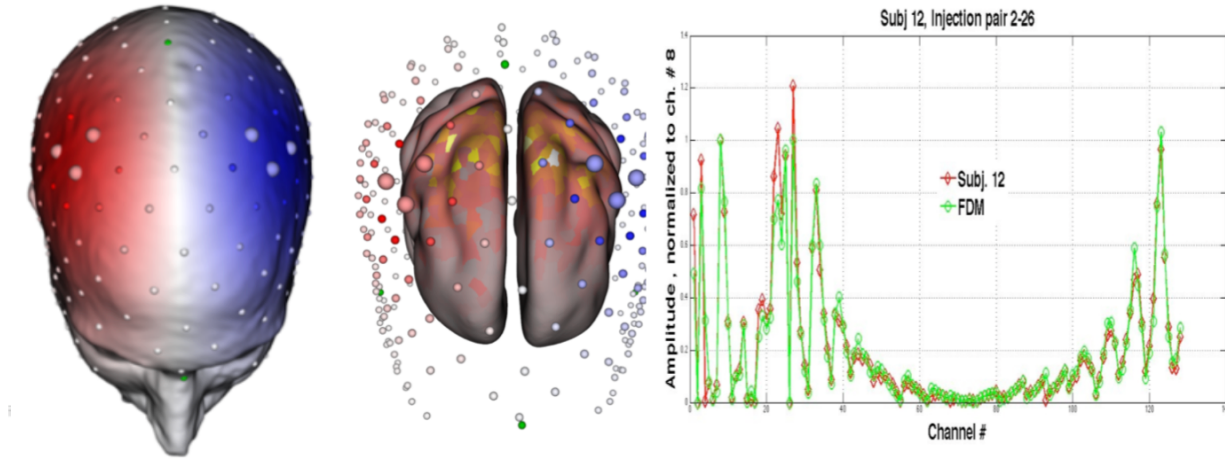 Subj 12, Injection pair 2-26
Amplitude, normalized to ch. # 8
1.4
1.2
1
0.8
0.6
0.4
0.2
0
Subj. 12
FDM
0 20 40 60 80 100 120
Channel #